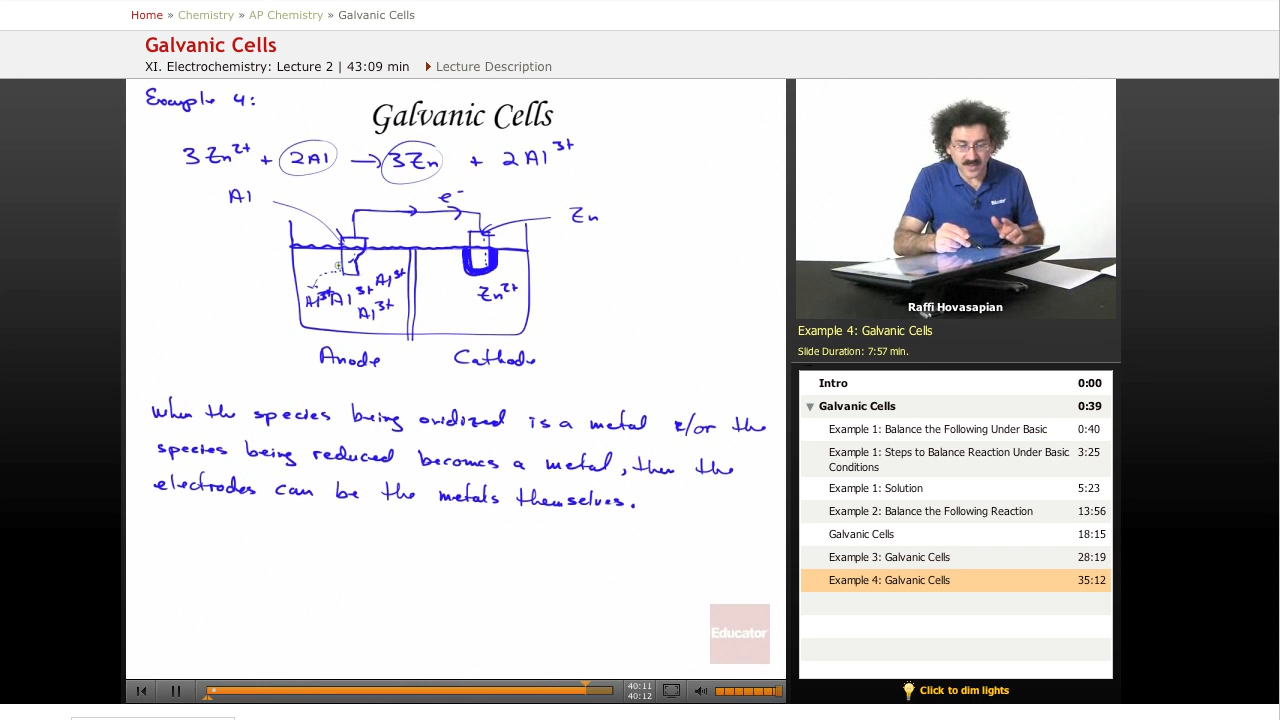 Home » Chemistry » AP Chemistry » Galvanic Cells
Galvanic Cells
XI. Electrochemistry: Lecture 2 | 43:09 min Lecture Description
Example 4:
Galvanic Cells
3Zn²⁺ + 2Al → 3Zn + 2Al³⁺
Al e⁻ Zn
Al³⁺ Al³⁺ Al³⁺ Al³⁺ Zn²⁺
Anode Cathode
When the species being oxidized is a metal &/or the
species being reduced becomes a metal, then the
electrodes can be the metals themselves.
Educator
40:11
40:12
Raffi Hovasapian
Example 4: Galvanic Cells
Slide Duration: 7:57 min.
Intro 0:00
Galvanic Cells 0:39
Example 1: Balance the Following Under Basic 0:40
Example 1: Steps to Balance Reaction Under Basic 3:25
Conditions
Example 1: Solution 5:23
Example 2: Balance the Following Reaction 13:56
Galvanic Cells 18:15
Example 3: Galvanic Cells 28:19
Example 4: Galvanic Cells 35:12
Click to dim lights